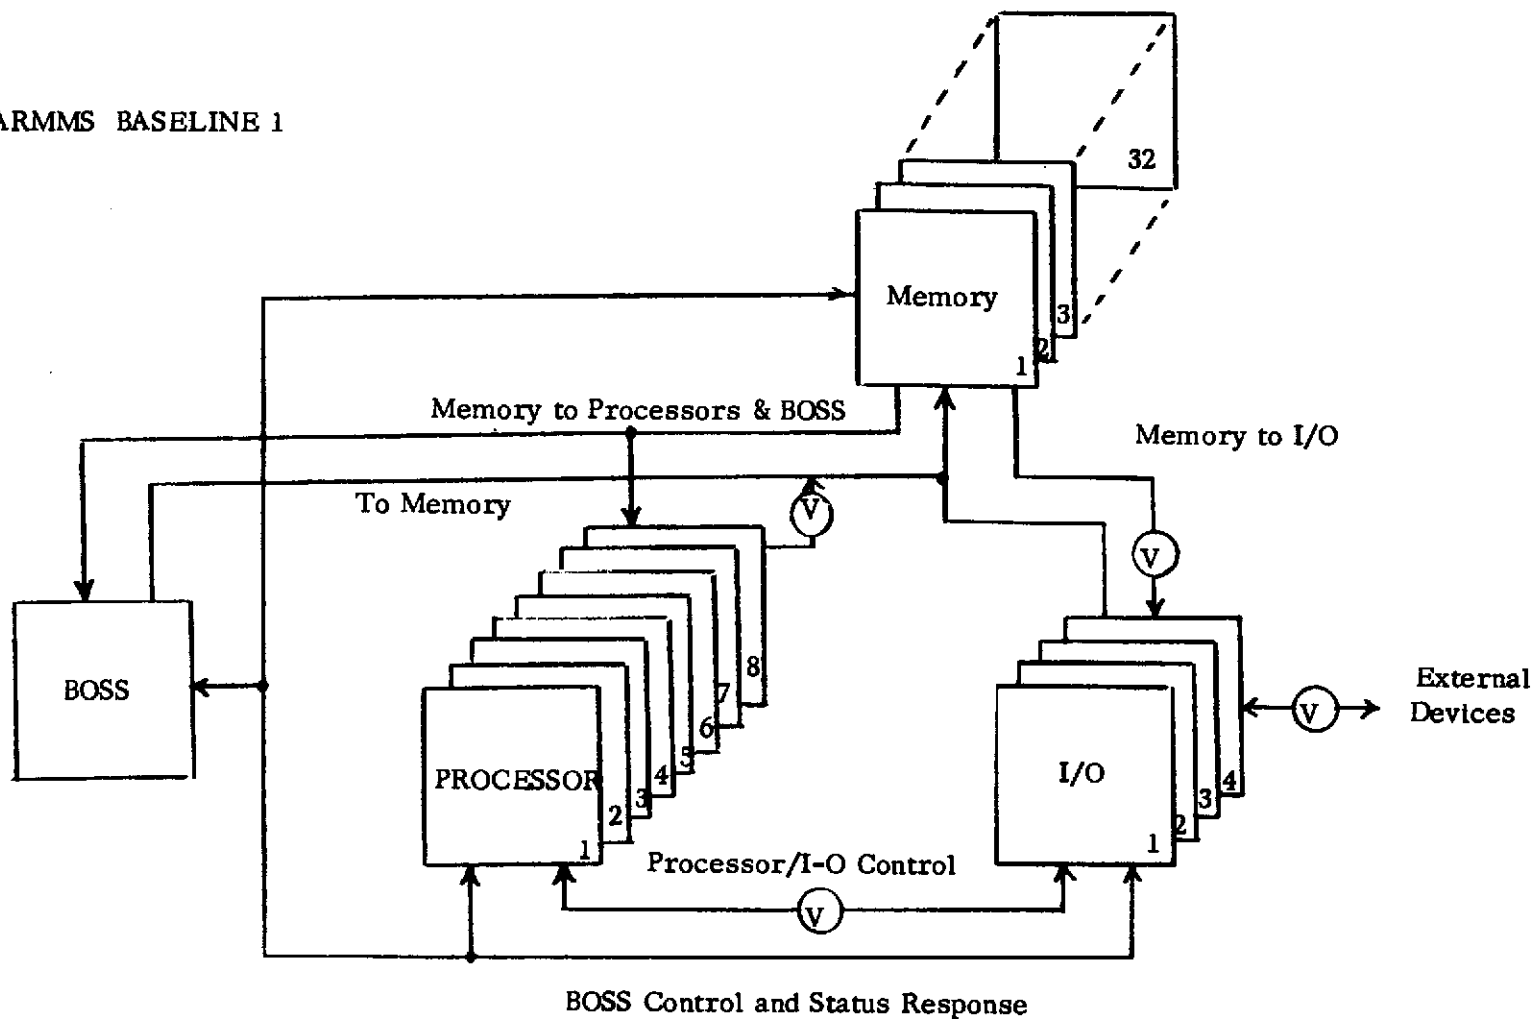 ARMMS BASELINE 1
32
Memory
3
2
1
Memory to Processors & BOSS
Memory to I/O
To Memory
V
V
BOSS
PROCESSOR
8
7
6
5
4
3
2
1
I/O
4
3
2
1
V
External
Devices
Processor/I-O Control
V
BOSS Control and Status Response